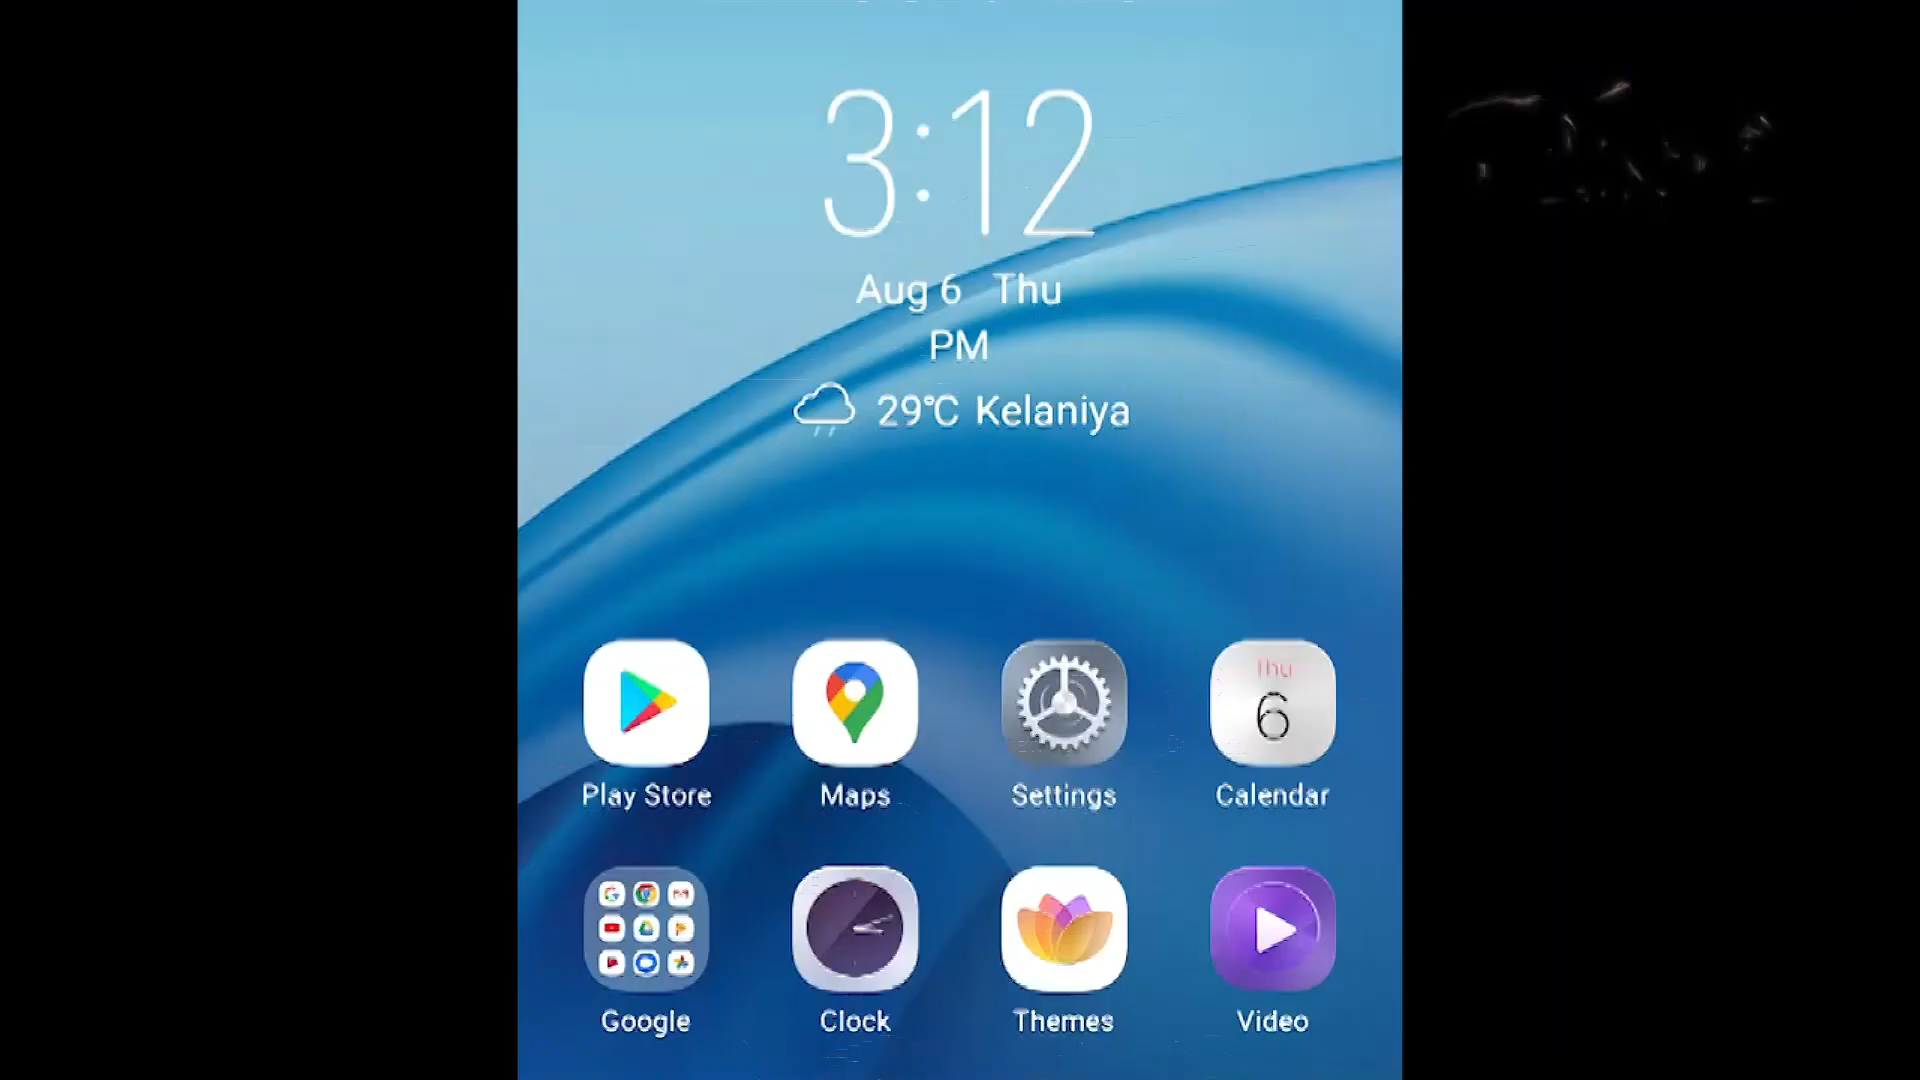 3:12
Aug 6 Thu
PM
29℃ Kelaniya
Thu
6
Play Store
Maps
Settings
Calendar
Google
Clock
Themes
Video